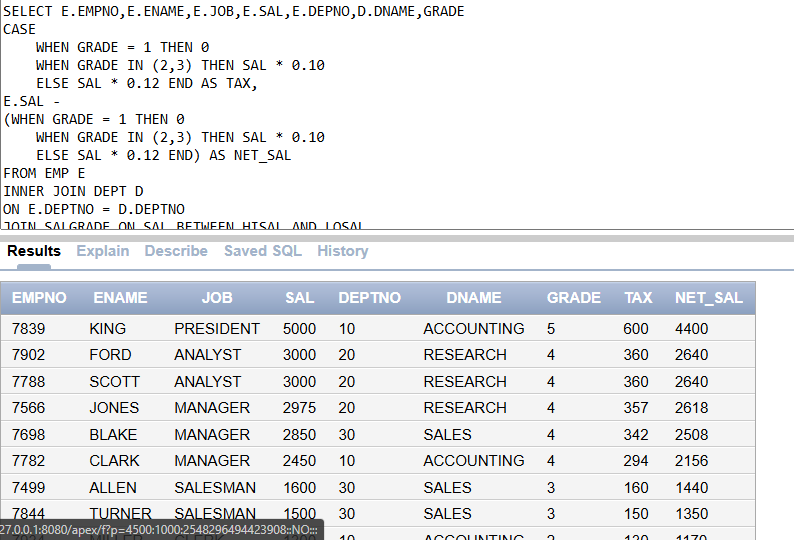 SELECT E.EMPNO,E.ENAME,E.JOB,E.SAL,E.DEPNO,D.DNAME,GRADE
CASE
WHEN GRADE = 1 THEN 0
WHEN GRADE IN (2,3) THEN SAL * 0.10
ELSE SAL * 0.12 END AS TAX,
E.SAL -
(WHEN GRADE = 1 THEN 0
WHEN GRADE IN (2,3) THEN SAL * 0.10
ELSE SAL * 0.12 END) AS NET_SAL
FROM EMP E
INNER JOIN DEPT D
ON E.DEPTNO = D.DEPTNO
JOIN SALGRADE ON SAL BETWEEN HISAL AND LOSAL
Results Explain Describe Saved SQL History
EMPNO ENAME JOB SAL DEPTNO DNAME GRADE TAX NET_SAL
7839 KING PRESIDENT 5000 10 ACCOUNTING 5 600 4400
7902 FORD ANALYST 3000 20 RESEARCH 4 360 2640
7788 SCOTT ANALYST 3000 20 RESEARCH 4 360 2640
7566 JONES MANAGER 2975 20 RESEARCH 4 357 2618
7698 BLAKE MANAGER 2850 30 SALES 4 342 2508
7782 CLARK MANAGER 2450 10 ACCOUNTING 4 294 2156
7499 ALLEN SALESMAN 1600 30 SALES 3 160 1440
7844 TURNER SALESMAN 1500 30 SALES 3 150 1350
27.0.0.1:8080/apex/f?p=4500:1000:2548296494423908::NO:::
10 ACCOUNTING 2 130 1170